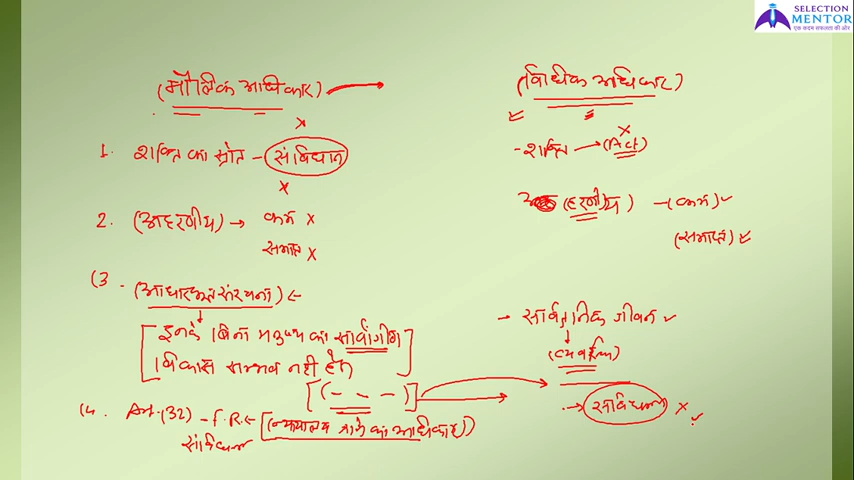 SELECTION
MENTOR
एक कदम सफलता की ओर
(मौलिक अधिकार)
1. शक्ति का स्रोत - संविधान
2. (अहरणीय) → कम x
समाप्त x
(3 - (आधारभूत संरचना)
[इनके बिना मनुष्य का सार्वांगीण
विकास सम्भव नहीं है]
[(- - -)]
(4. Art. (32) - F.R. [न्यायालय जाने का अधिकार]
संविधान
(विधिक अधिकार)
- शक्ति → (Act)
(हरणीय) - (कम) ✓
(समाप्त) ✓
- सार्वजनिक जीवन ✓
→ संविधान x ✓